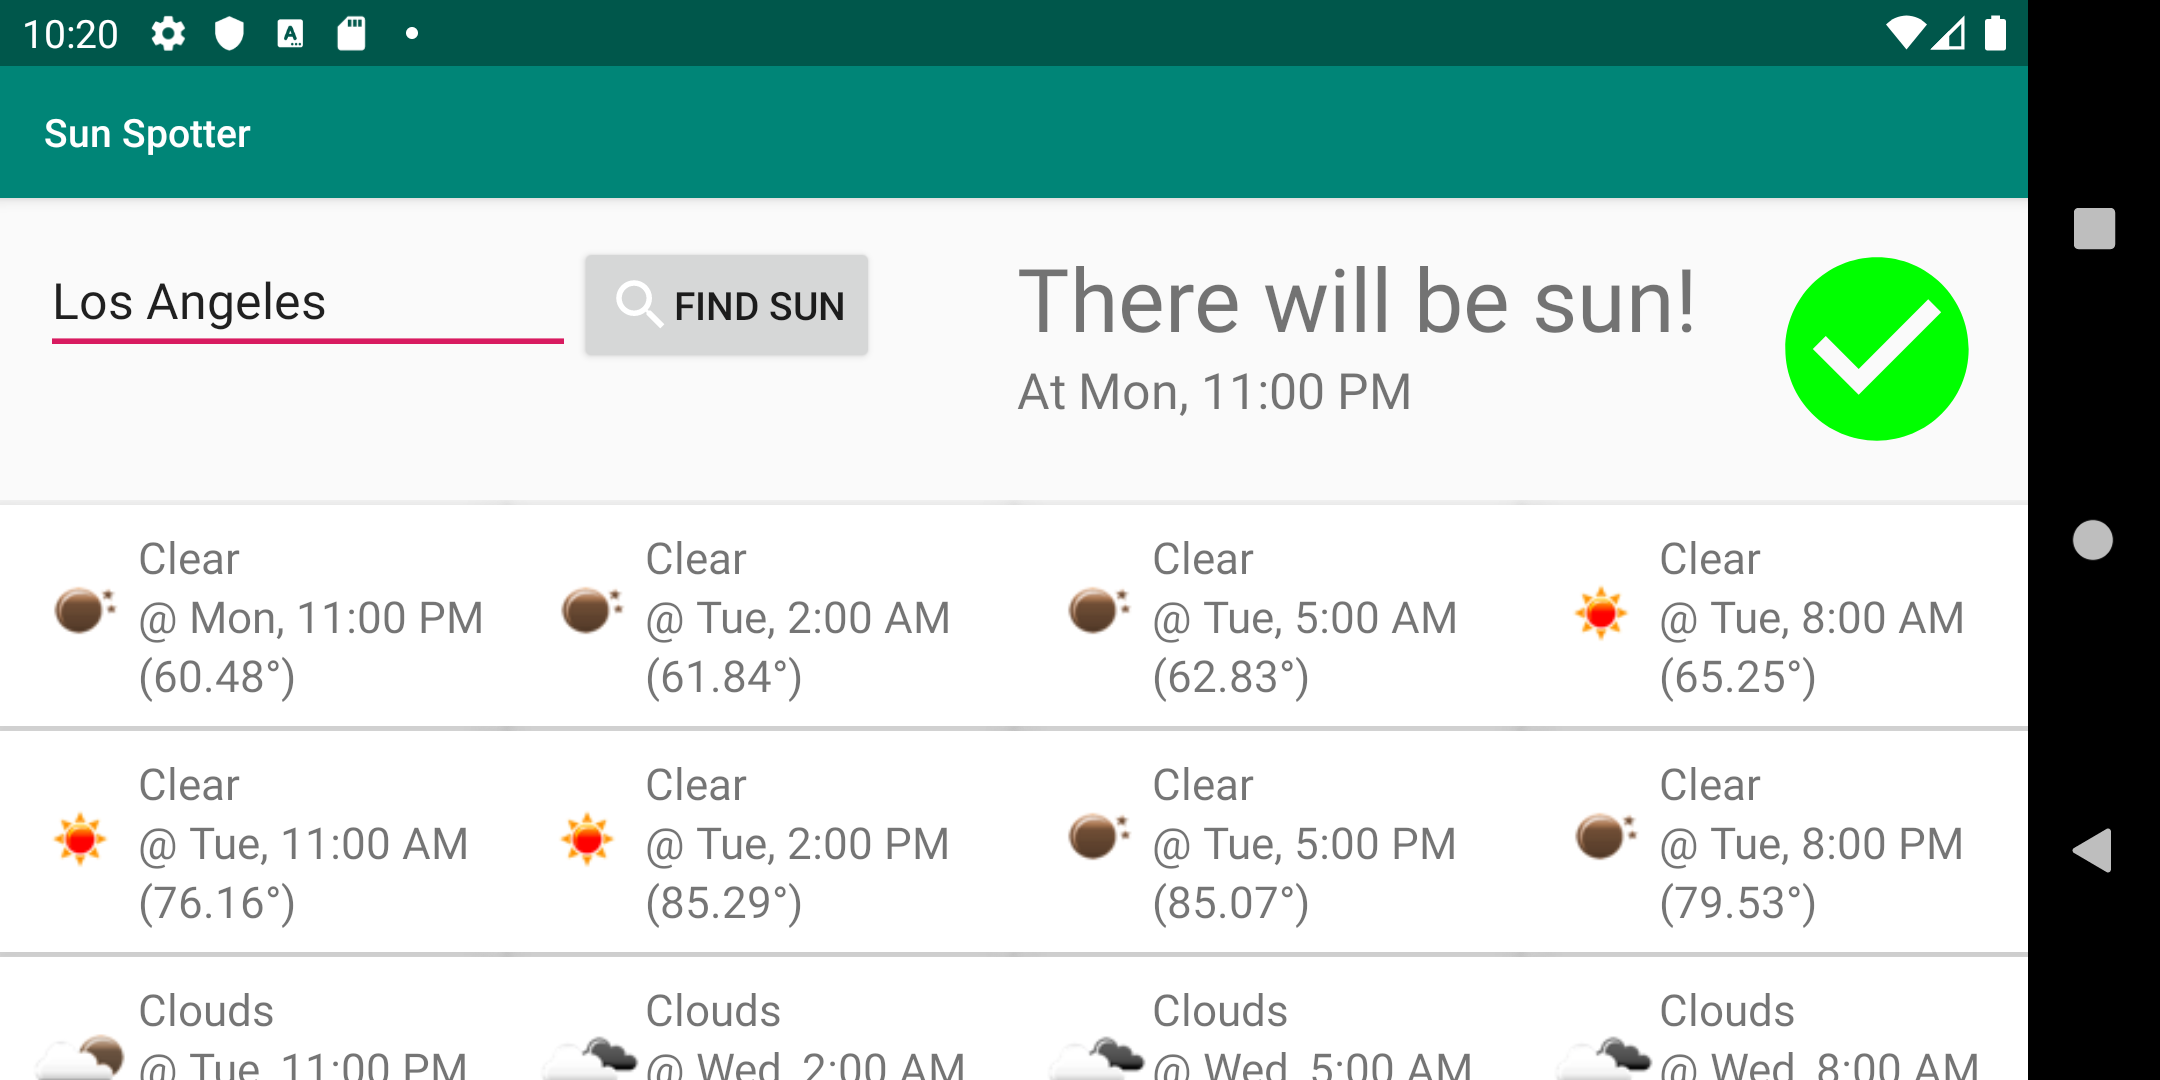 10:20
Sun Spotter
Los Angeles
FIND SUN
There will be sun!
At Mon, 11:00 PM
Clear
@ Mon, 11:00 PM
(60.48°)
Clear
@ Tue, 2:00 AM
(61.84°)
Clear
@ Tue, 5:00 AM
(62.83°)
Clear
@ Tue, 8:00 AM
(65.25°)
Clear
@ Tue, 11:00 AM
(76.16°)
Clear
@ Tue, 2:00 PM
(85.29°)
Clear
@ Tue, 5:00 PM
(85.07°)
Clear
@ Tue, 8:00 PM
(79.53°)
Clouds
@ Tue, 11:00 PM
Clouds
@ Wed, 2:00 AM
Clouds
@ Wed, 5:00 AM
Clouds
@ Wed, 8:00 AM